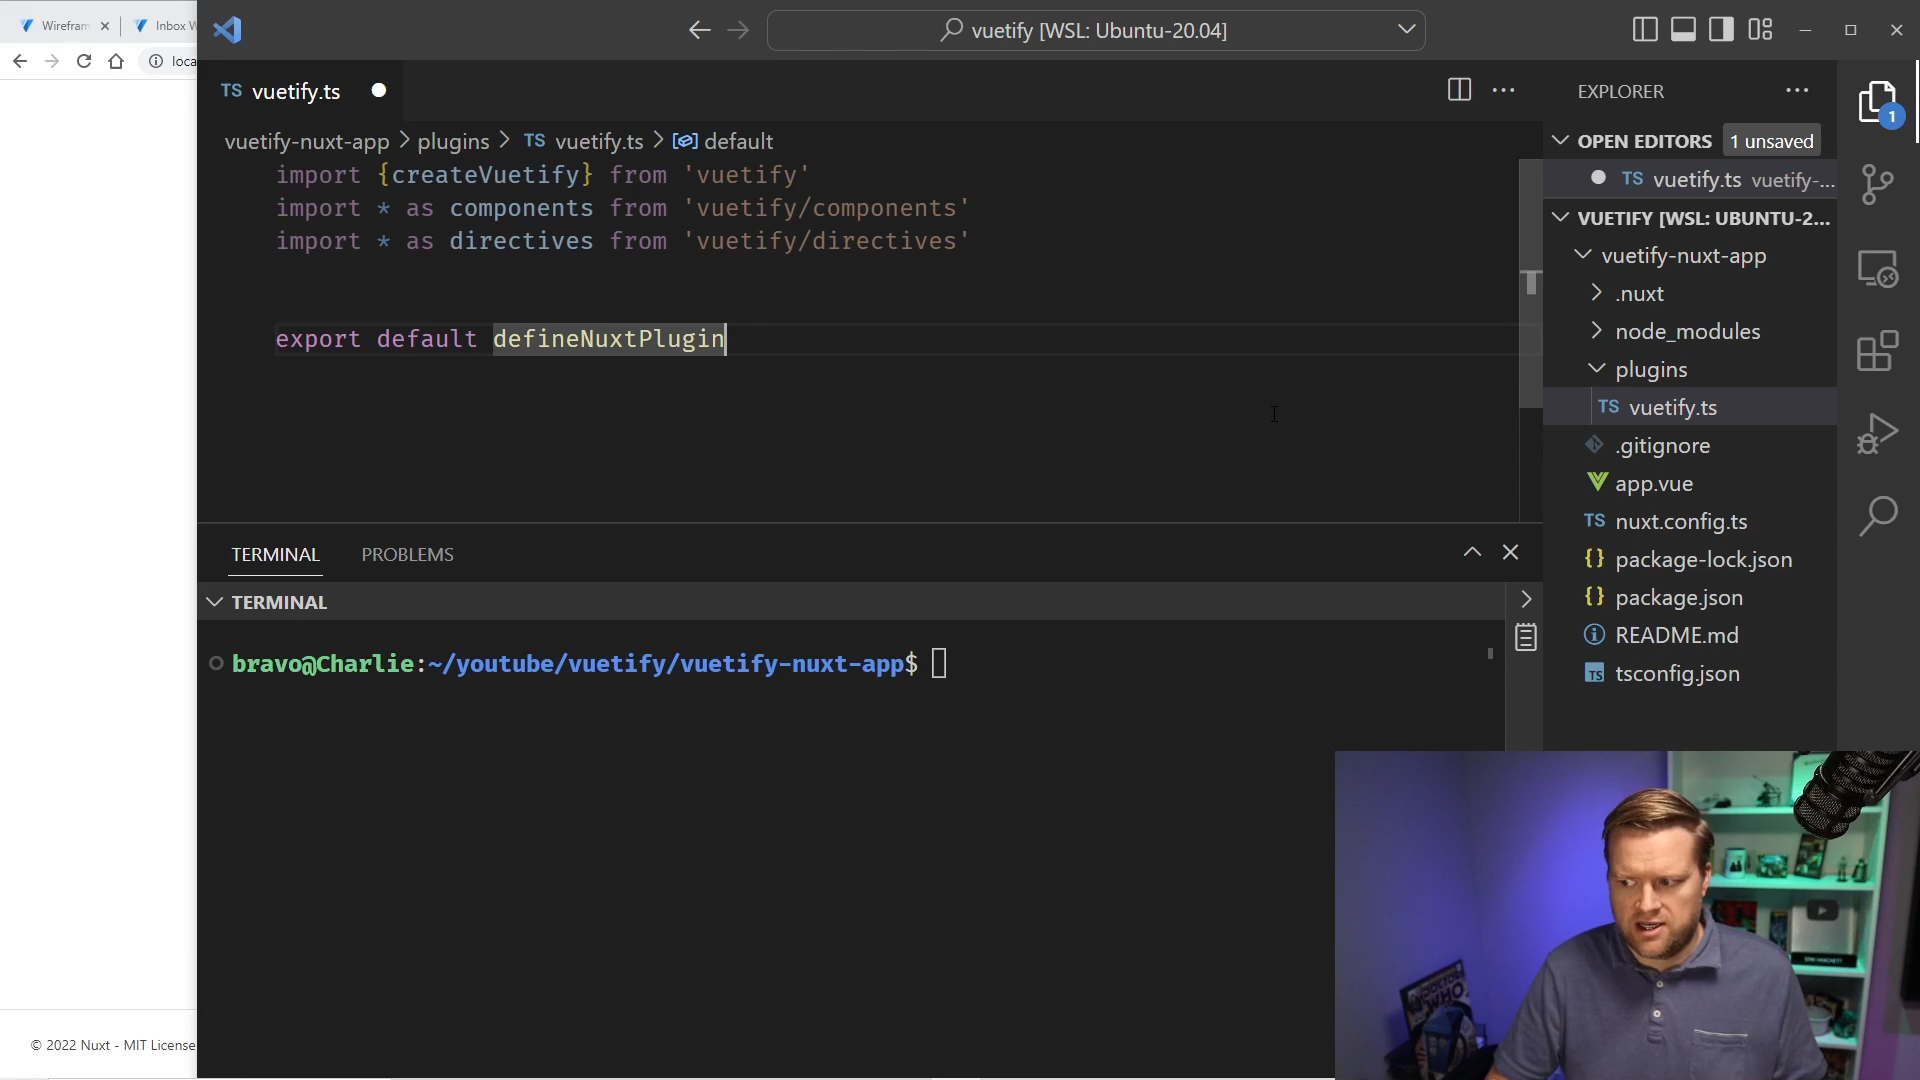 Wirefram
Inbox W
loca
vuetify [WSL: Ubuntu-20.04]
TS vuetify.ts
vuetify-nuxt-app > plugins > TS vuetify.ts > default
import {createVuetify} from 'vuetify'
import * as components from 'vuetify/components'
import * as directives from 'vuetify/directives'
export default defineNuxtPlugin
TERMINAL PROBLEMS
TERMINAL
bravo@Charlie:~/youtube/vuetify/vuetify-nuxt-app$
EXPLORER
1
OPEN EDITORS 1 unsaved
TS vuetify.ts vuetify-...
VUETIFY [WSL: UBUNTU-2...
vuetify-nuxt-app
.nuxt
node_modules
plugins
TS vuetify.ts
.gitignore
app.vue
TS nuxt.config.ts
{} package-lock.json
{} package.json
README.md
TS tsconfig.json
© 2022 Nuxt - MIT License